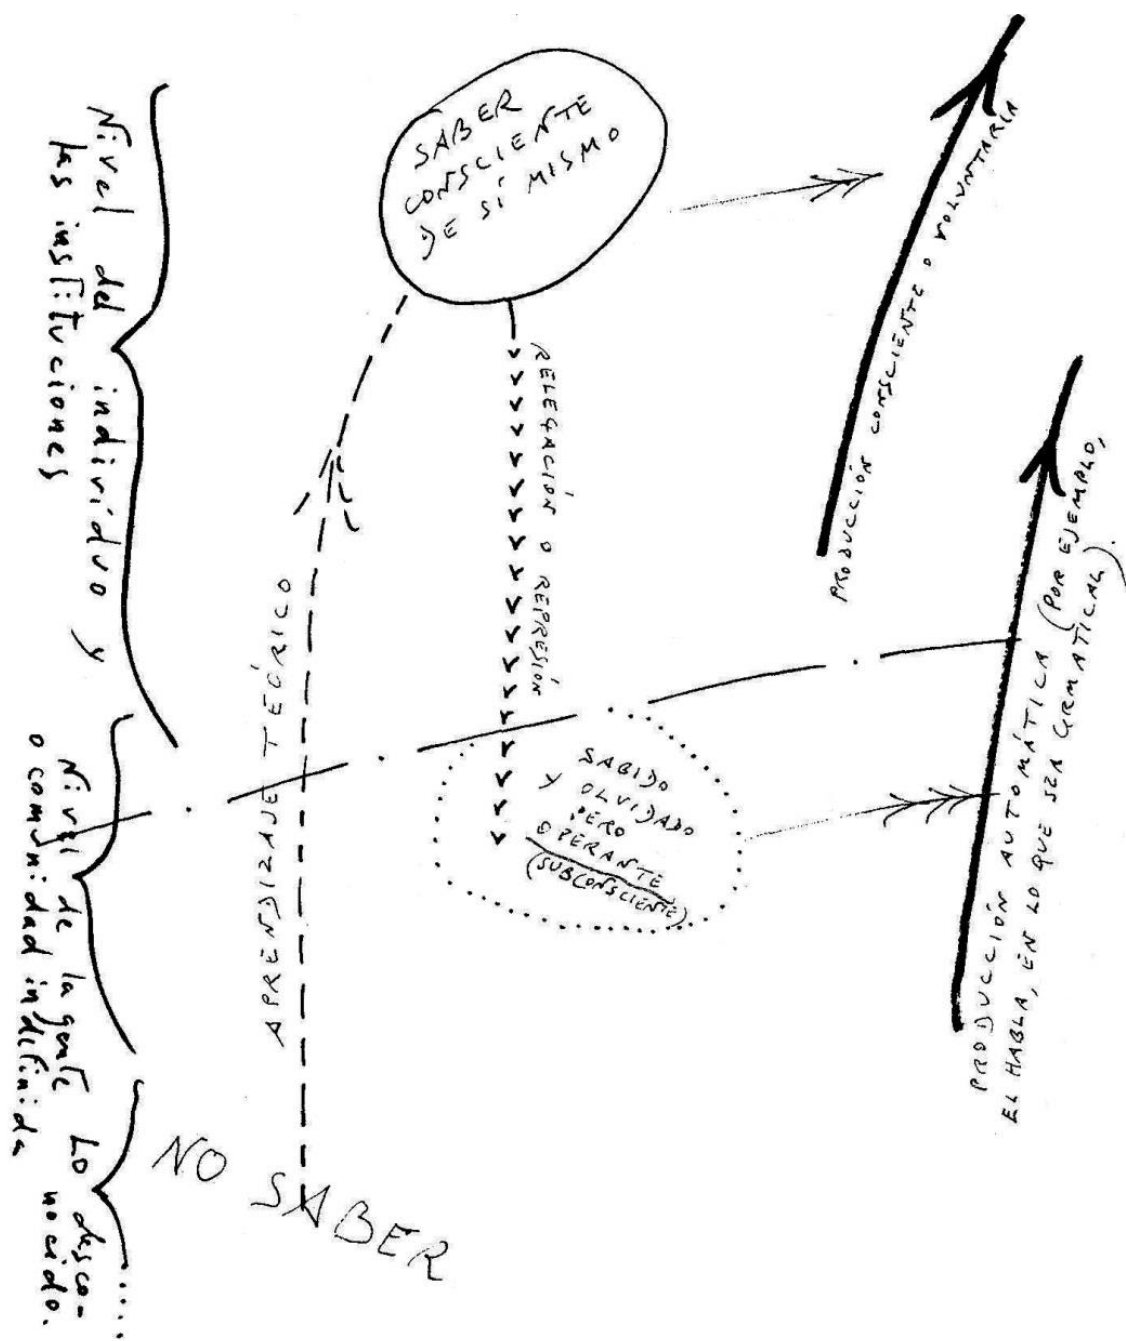 Nivel del individuo y
las instituciones
Nivel de la gente
o comunidad indefinida
Lo desco-
nocido.
SABER
CONSCIENTE
DE SÍ MISMO
RELEGACIÓN O REPRESIÓN
APRENDIZAJE TEÓRICO
SABIDO
Y OLVIDADO
PERO
OPERANTE
(SUBCONSCIENTE)
NO SABER
PRODUCCIÓN CONSCIENTE O VOLUNTARIA
PRODUCCIÓN AUTOMÁTICA (POR EJEMPLO,
EL HABLA, EN LO QUE SEA GRMATICAL).